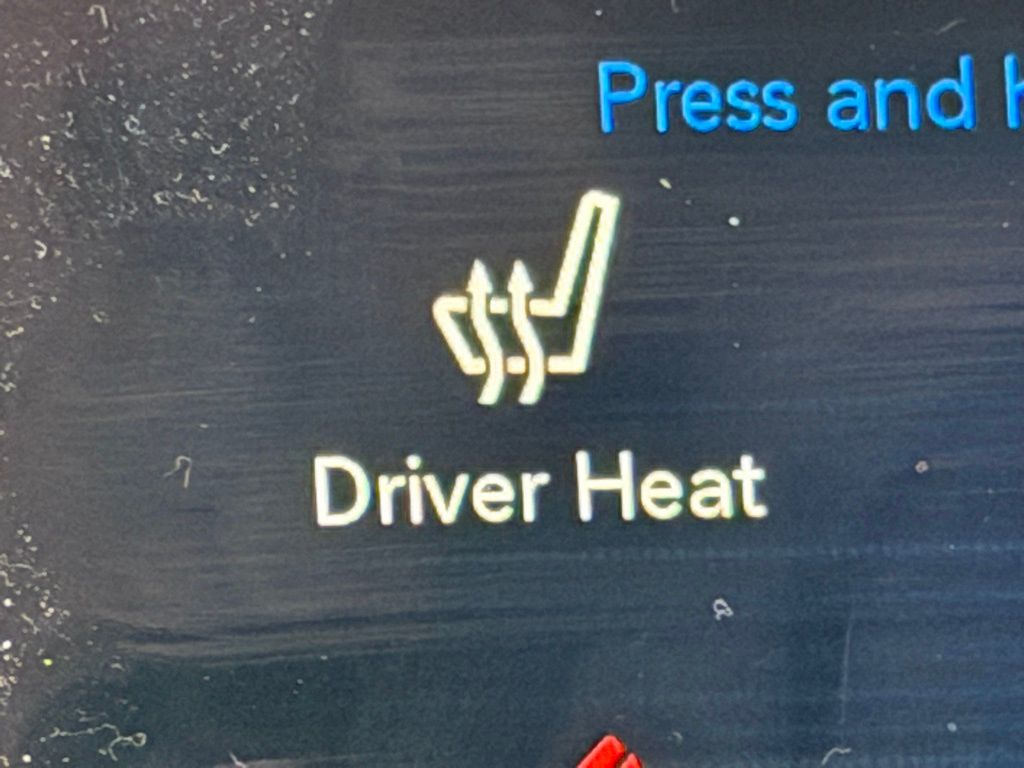 Press and
Driver Heat